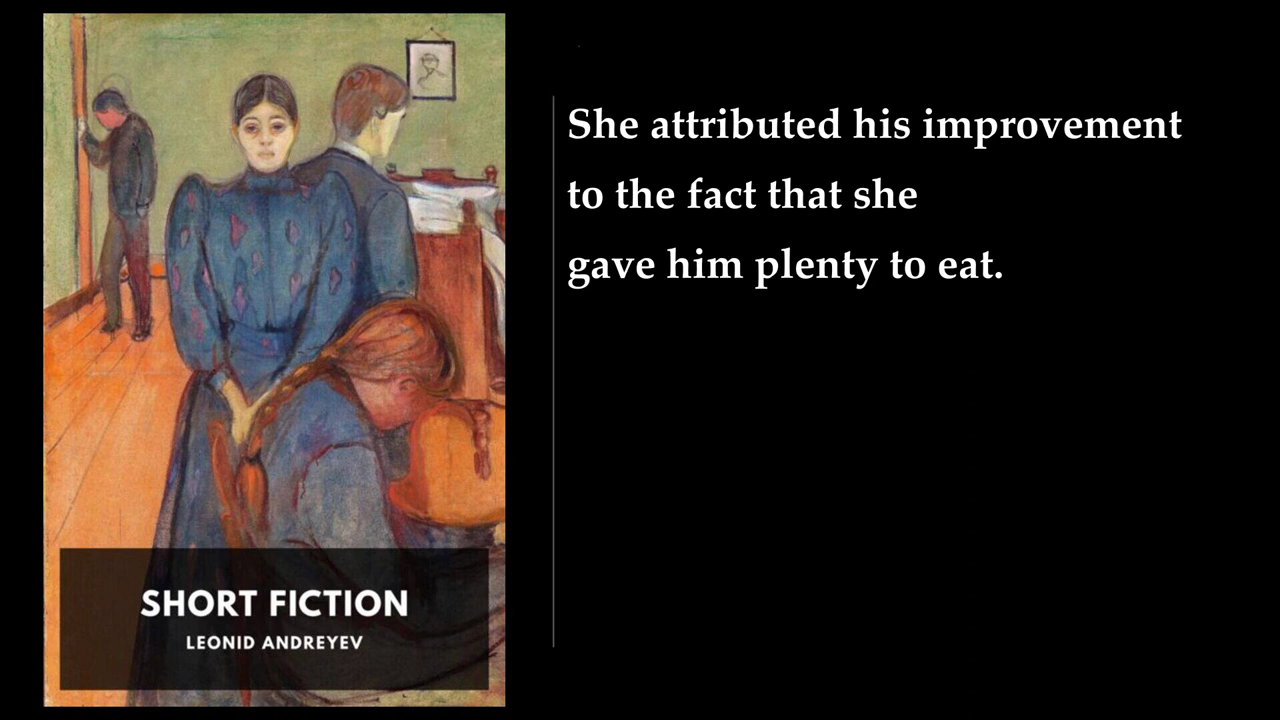 SHORT FICTION
LEONID ANDREYEV
She attributed his improvement
to the fact that she
gave him plenty to eat.